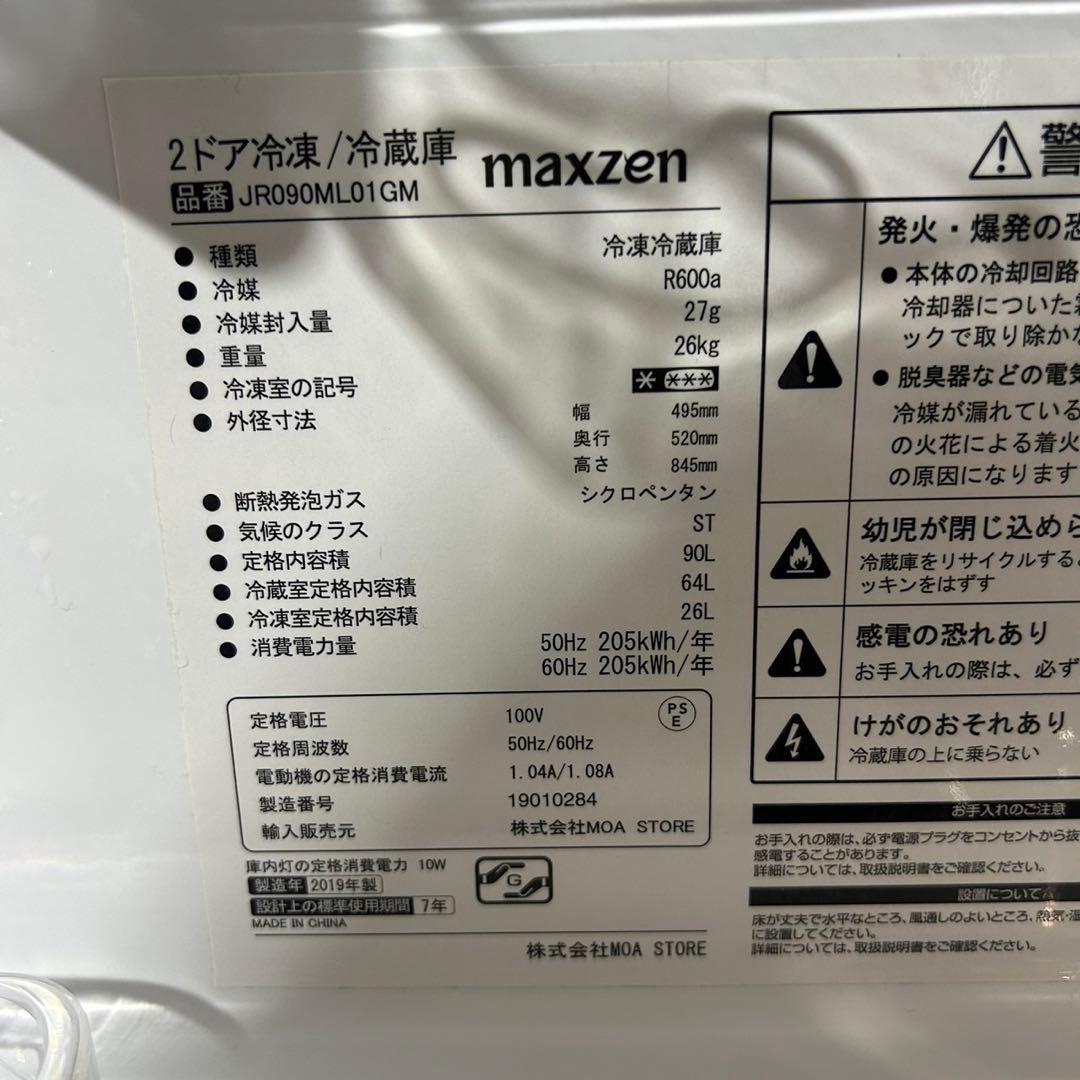 2ドア冷凍/冷蔵庫 maxzen
品番 JR090ML01GM
● 種類 冷凍冷蔵庫
● 冷媒 R600a
● 冷媒封入量 27g
● 重量 26kg
● 冷凍室の記号 * ***
● 外径寸法 幅 495mm
奥行 520mm
高さ 845mm
● 断熱発泡ガス シクロペンタン
● 気候のクラス ST
● 定格内容積 90L
● 冷蔵室定格内容積 64L
● 冷凍室定格内容積 26L
● 消費電力量 50Hz 205kWh/年
60Hz 205kWh/年
定格電圧 100V
PS
E
定格周波数 50Hz/60Hz
電動機の定格消費電流 1.04A/1.08A
製造番号 19010284
輸入販売元 株式会社MOA STORE
庫内灯の定格消費電力 10W
製造年 2019年製
G
設計上の標準使用期間 7年
MADE IN CHINA
株式会社MOA STORE
警
発火・爆発の恐
● 本体の冷却回路
冷却器についた霜
ックで取り除かな
● 脱臭器などの電気
冷媒が漏れている
の火花による着火
の原因になります
幼児が閉じ込めら
冷蔵庫をリサイクルすると
ッキンをはずす
感電の恐れあり
お手入れの際は、必ず
けがのおそれあり
冷蔵庫の上に乗らない
お手入れのご注意
お手入れの際は、必ず電源プラグをコンセントから抜
感電することがあります。
詳細については、取扱説明書をご確認ください。
設置について
床が丈夫で水平なところ、風通しのよいところ、熱気・湿
に設置してください。
詳細については、取扱説明書をご確認ください。